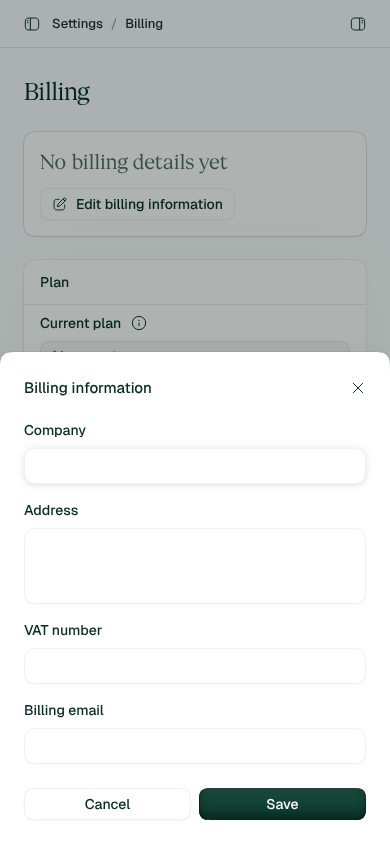 Settings / Billing
Billing
No billing details yet
Edit billing information
Plan
Current plan
Billing information
Company
Address
VAT number
Billing email
Cancel
Save